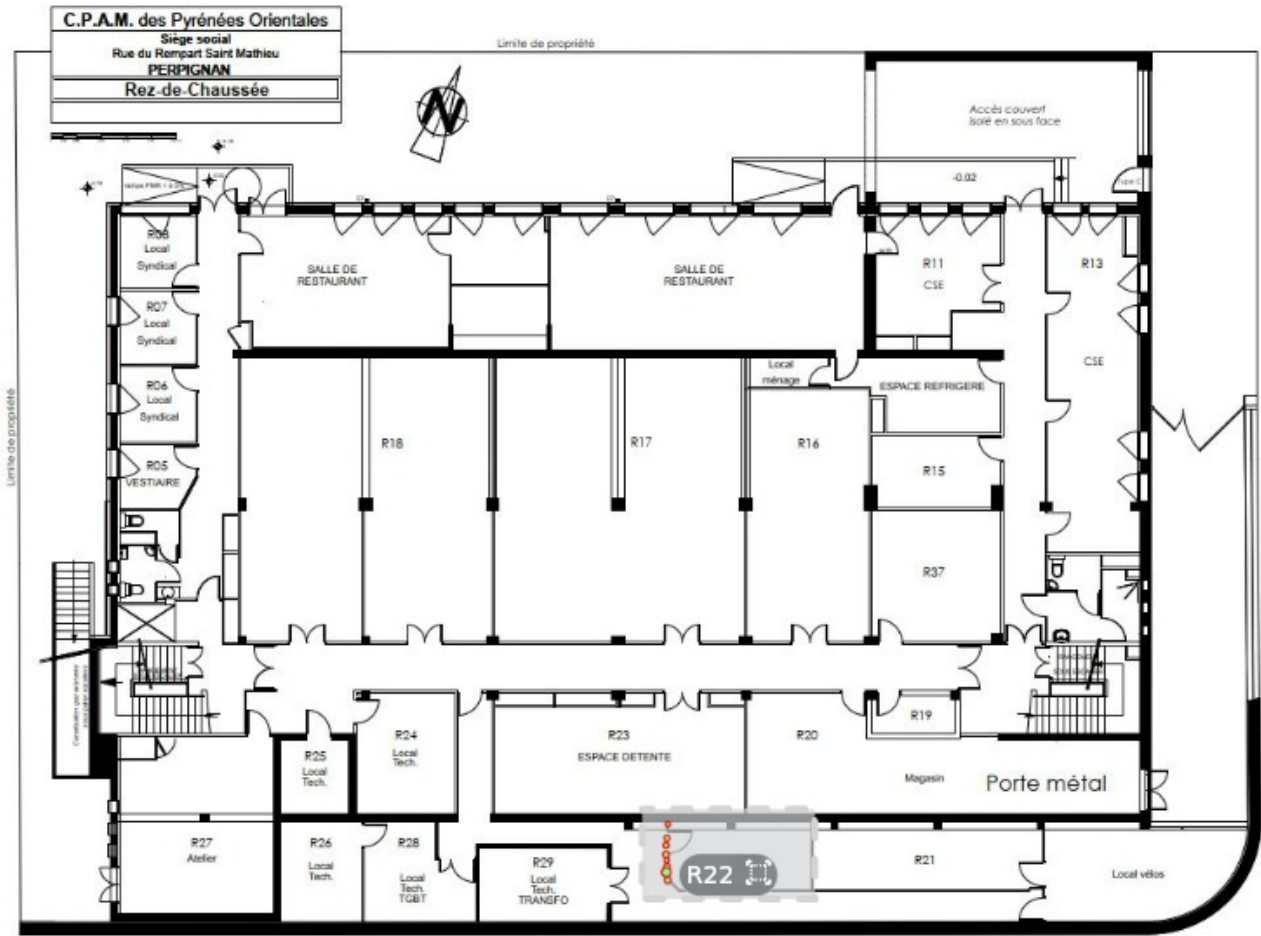 C.P.A.M. des Pyrénées Orientales
Siège social
Rue du Rempart Saint Mathieu
PERPIGNAN
Rez-de-Chaussée
Limite de propriété
N
Accès couvert
isolé en sous face
-0.02
R08
Local
Syndical
SALLE DE
RESTAURANT
SALLE DE
RESTAURANT
R11
CSE
R13
R07
Local
Syndical
CSE
Local
ménage
ESPACE REFRIGERE
R06
Local
Syndical
Limite de propriété
R18
R17
R16
R15
R05
VESTIAIRE
R37
R19
R24
Local
Tech.
R23
ESPACE DETENTE
R20
R25
Local
Tech.
Magasin
Porte métal
R27
Atelier
R26
Local
Tech.
R28
Local
Tech.
TGBT
R29
Local
Tech.
TRANSFO
R22
R21
Local vélos